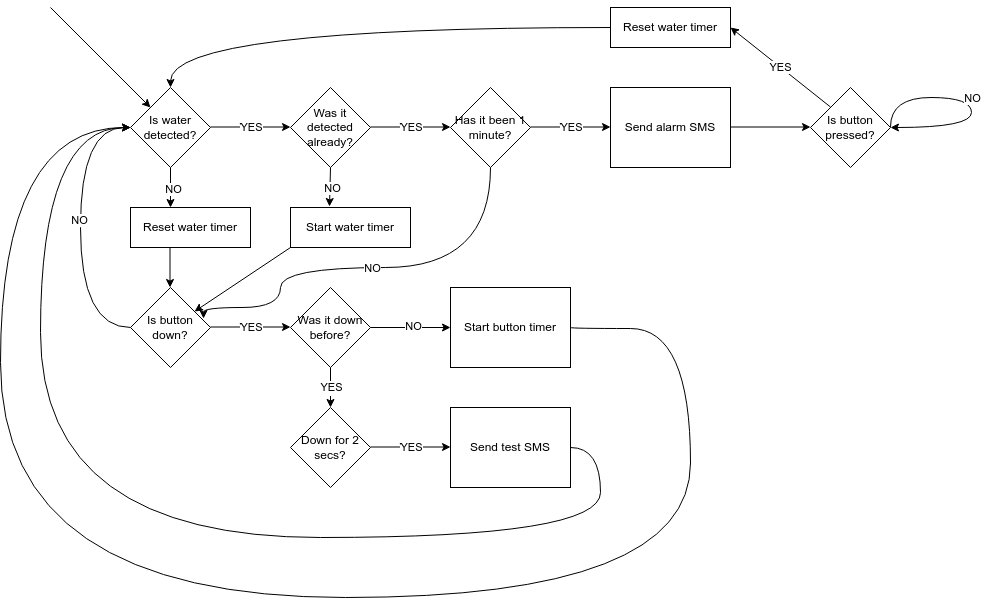 Reset water timer
YES
NO
Is water
detected?
YES
Was it
detected
already?
YES
Has it been 1
minute?
YES
Send alarm SMS
Is button
pressed?
NO
NO
NO
Reset water timer
Start water timer
NO
Is button
down?
YES
Was it down
before?
NO
Start button timer
YES
Down for 2
secs?
YES
Send test SMS